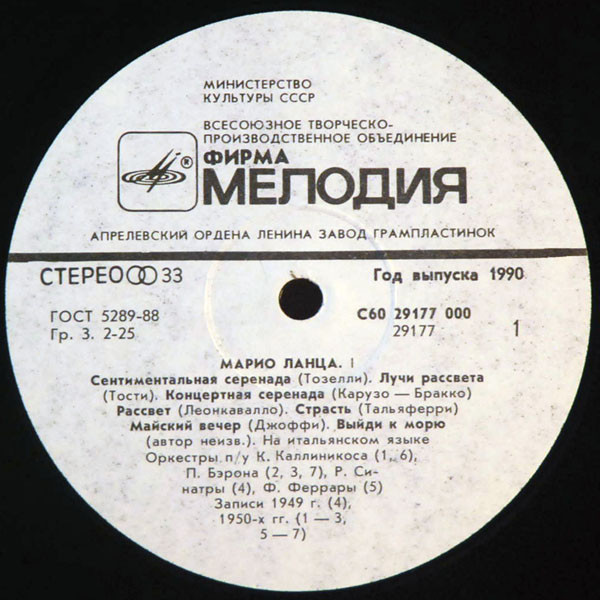 МИНИСТЕРСТВО
КУЛЬТУРЫ СССР
ВСЕСОЮЗНОЕ ТВОРЧЕСКО-
ПРОИЗВОДСТВЕННОЕ ОБЪЕДИНЕНИЕ
®
ФИРМА
МЕЛОДИЯ
АПРЕЛЕВСКИЙ ОРДЕНА ЛЕНИНА ЗАВОД ГРАМПЛАСТИНОК
СТЕРЕО 33
Год выпуска 1990
ГОСТ 5289-88
Гр. 3. 2-25
С60 29177 000
29177
1
МАРИО ЛАНЦА. I
Сентиментальная серенада (Тозелли). Лучи рассвета
(Тости). Концертная серенада (Карузо — Бракко)
Рассвет (Леонкавалло). Страсть (Тальяферри)
Майский вечер (Джоффи). Выйди к морю
(автор неизв.). На итальянском языке
Оркестры п/у К. Каллиникоса (1, 6),
П. Бэрона (2, 3, 7), Р. Си-
натры (4), Ф. Феррары (5)
Записи 1949 г. (4),
1950-х гг. (1 — 3,
5 — 7)